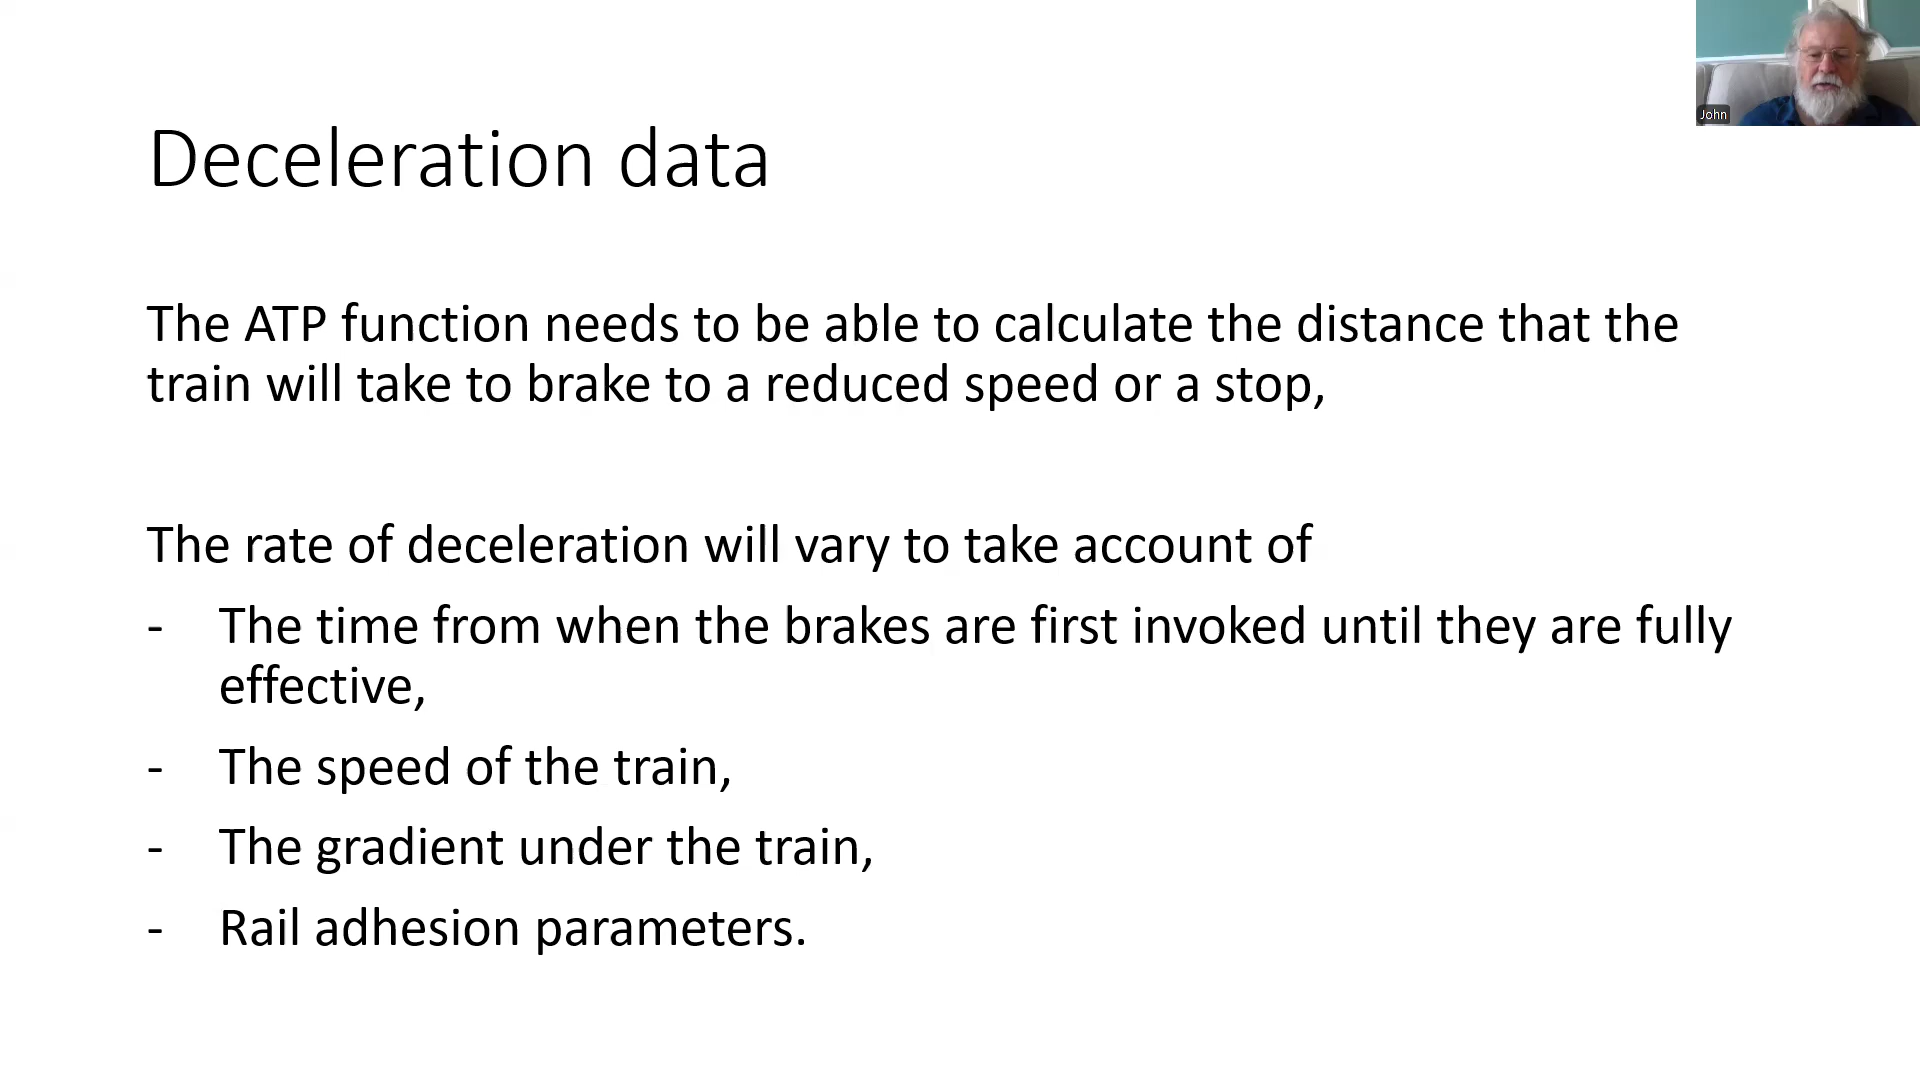 John
Deceleration data
The ATP function needs to be able to calculate the distance that the
train will take to brake to a reduced speed or a stop,
The rate of deceleration will vary to take account of
- The time from when the brakes are first invoked until they are fully
effective,
- The speed of the train,
- The gradient under the train,
- Rail adhesion parameters.